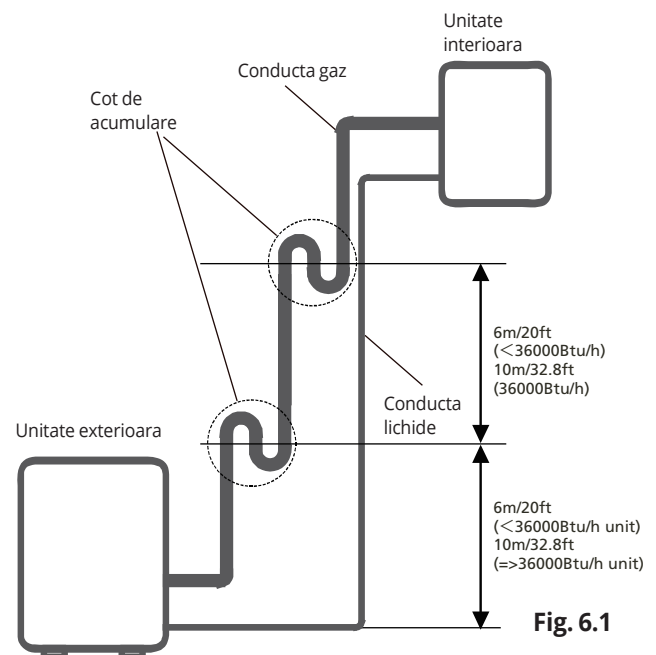 Unitate
interioara
Conducta gaz
Cot de
acumulare
6m/20ft
(<36000Btu/h)
10m/32.8ft
(36000Btu/h)
Conducta
lichide
Unitate exterioara
6m/20ft
(<36000Btu/h unit)
10m/32.8ft
(=>36000Btu/h unit)
Fig. 6.1